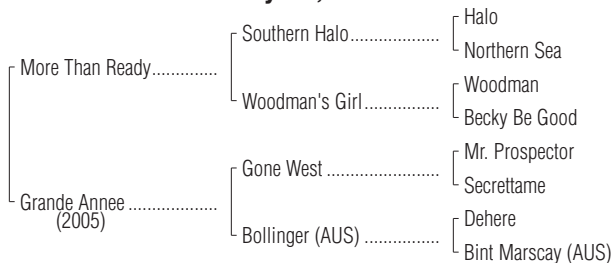 Halo
Southern Halo..................
Northern Sea
More Than Ready.............
Woodman
Woodman's Girl...............
Becky Be Good
Mr. Prospector
Gone West ......................
Secrettame
Grande Annee ..................
(2005)
Dehere
Bollinger (AUS) ...............
Bint Marscay (AUS)